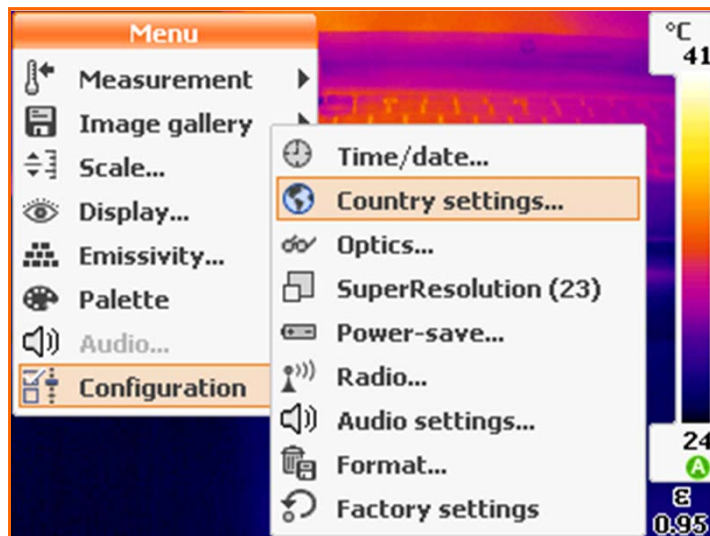 Menu
Measurement
Image gallery
Scale...
Display...
Emissivity...
Palette
Audio...
Configuration
Time/date...
Country settings...
Optics...
SuperResolution (23)
Power-save...
Radio...
Audio settings...
Format...
Factory settings
°C
41
24
A
ε
0.95